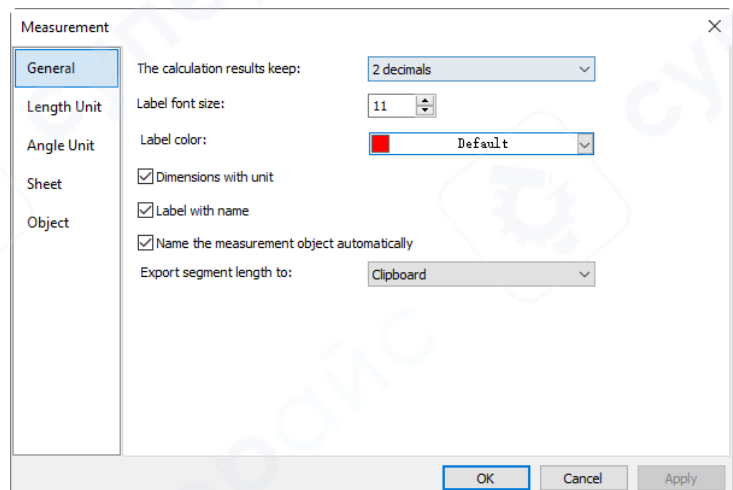 Measurement
General
The calculation results keep:
2 decimals
Length Unit
Label font size:
11
Angle Unit
Label color:
Default
Sheet
Dimensions with unit
Object
Label with name
Name the measurement object automatically
Export segment length to:
Clipboard
OK
Cancel
Apply